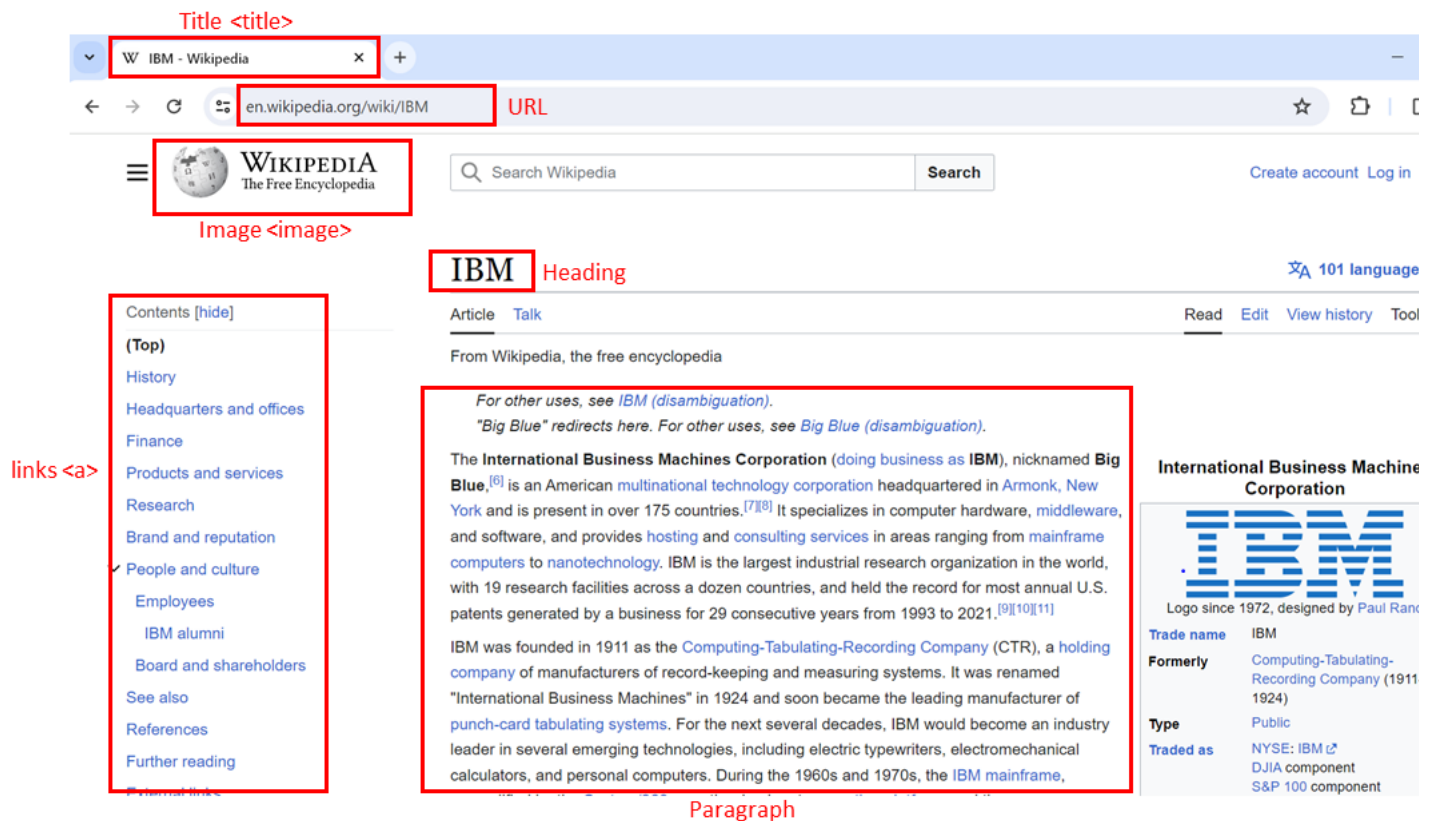 Title <title>
W IBM - Wikipedia
en.wikipedia.org/wiki/IBM
URL
WIKIPEDIA
The Free Encyclopedia
Search Wikipedia
Search
Create account Log in
Image <image>
IBM
Heading
101 language
Contents [hide]
(Top)
History
Headquarters and offices
Finance
Products and services
Research
Brand and reputation
People and culture
Employees
IBM alumni
Board and shareholders
See also
References
Further reading
links <a>
Article Talk
Read Edit View history Tool
From Wikipedia, the free encyclopedia
For other uses, see IBM (disambiguation).
"Big Blue" redirects here. For other uses, see Big Blue (disambiguation).
The International Business Machines Corporation (doing business as IBM), nicknamed Big
Blue,[6] is an American multinational technology corporation headquartered in Armonk, New
York and is present in over 175 countries.[7][8] It specializes in computer hardware, middleware,
and software, and provides hosting and consulting services in areas ranging from mainframe
computers to nanotechnology. IBM is the largest industrial research organization in the world,
with 19 research facilities across a dozen countries, and held the record for most annual U.S.
patents generated by a business for 29 consecutive years from 1993 to 2021.[9][10][11]
IBM was founded in 1911 as the Computing-Tabulating-Recording Company (CTR), a holding
company of manufacturers of record-keeping and measuring systems. It was renamed
"International Business Machines" in 1924 and soon became the leading manufacturer of
punch-card tabulating systems. For the next several decades, IBM would become an industry
leader in several emerging technologies, including electric typewriters, electromechanical
calculators, and personal computers. During the 1960s and 1970s, the IBM mainframe,
Paragraph
International Business Machine
Corporation
IBM
Logo since 1972, designed by Paul Rand
Trade name IBM
Formerly Computing-Tabulating-
Recording Company (1911
1924)
Type Public
Traded as NYSE: IBM
DJIA component
S&P 100 component